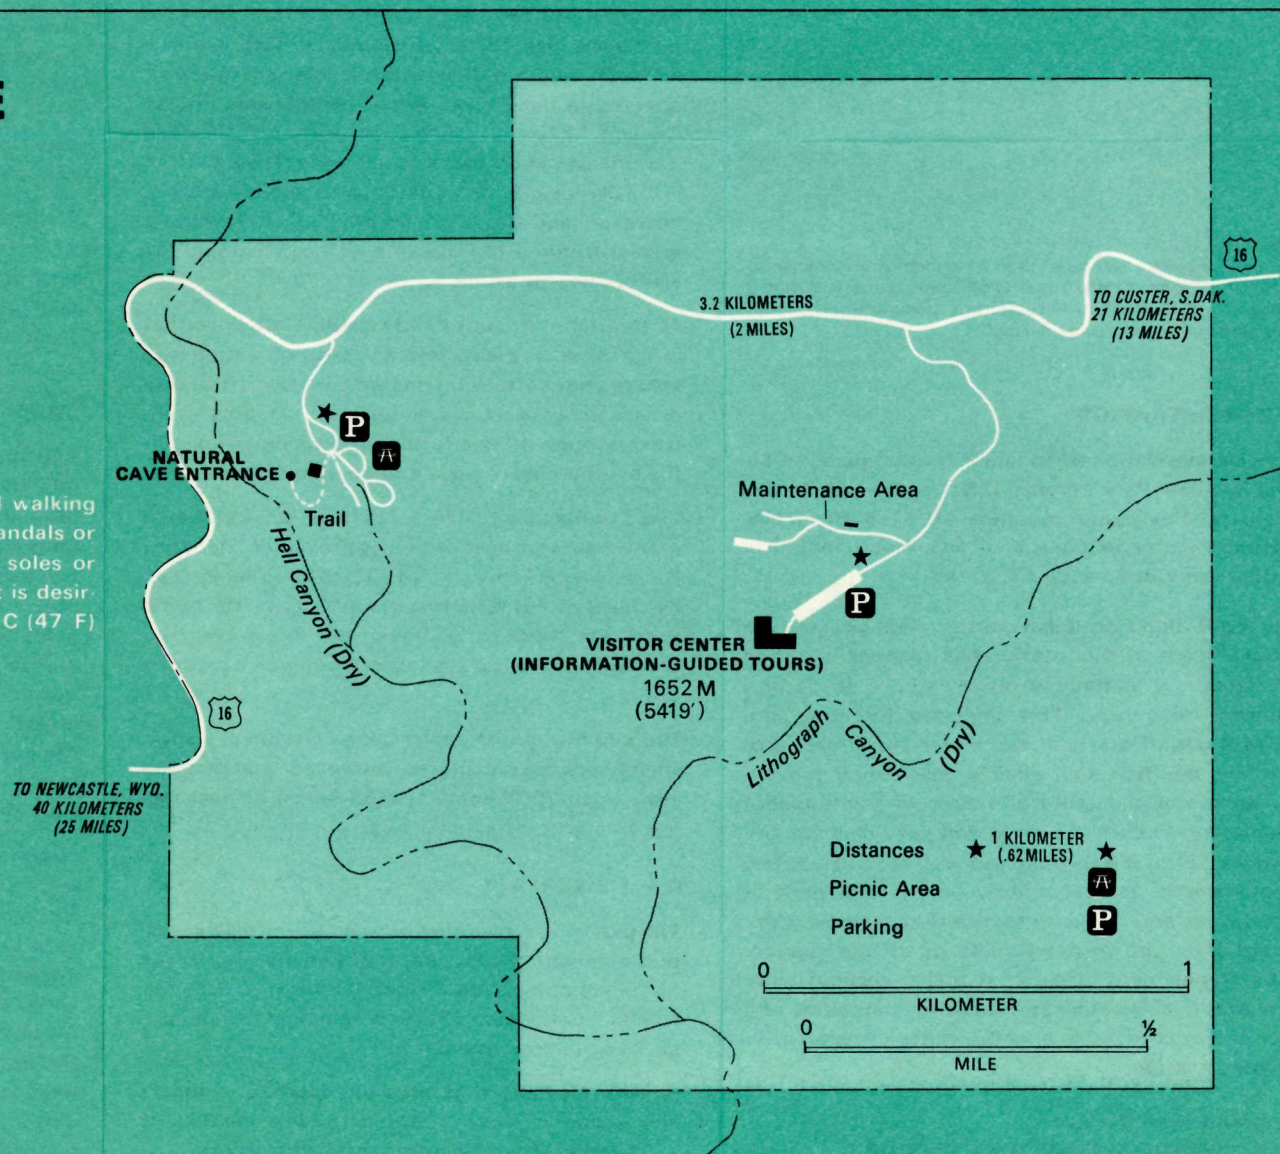 E
walking
andals or
soles or
t is desir-
C (47 F)
16
3.2 KILOMETERS
(2 MILES)
TO CUSTER, S.DAK.
21 KILOMETERS
(13 MILES)
P
NATURAL
CAVE ENTRANCE
Trail
Hell Canyon (Dry)
Maintenance Area
P
VISITOR CENTER
(INFORMATION-GUIDED TOURS)
1652 M
(5419')
16
TO NEWCASTLE, WYO.
40 KILOMETERS
(25 MILES)
Lithograph Canyon (Dry)
Distances
1 KILOMETER
(.62 MILES)
Picnic Area
Parking
P
0 1
KILOMETER
0 ½
MILE